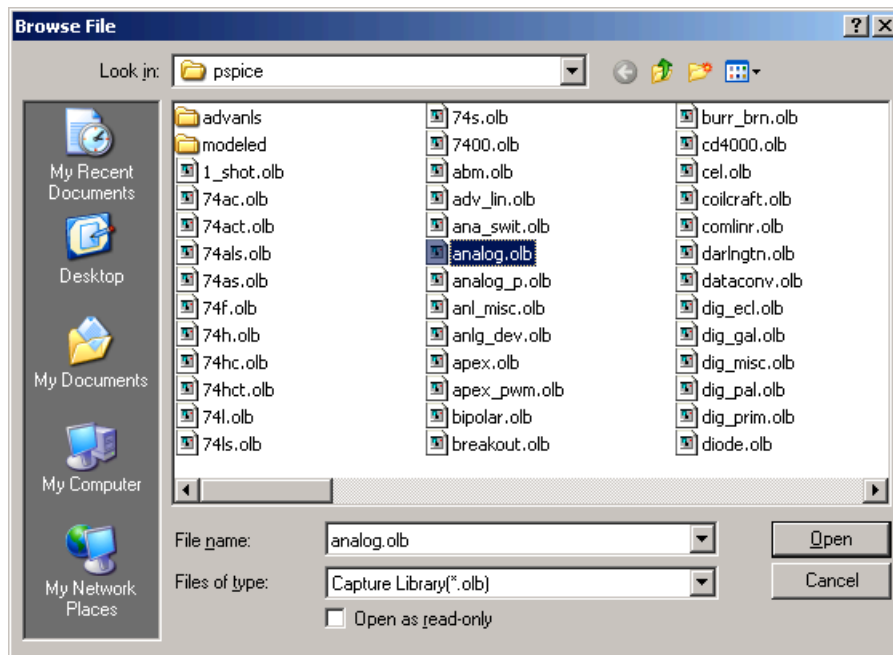 Browse File
Look in:
pspice
My Recent
Documents
Desktop
My Documents
My Computer
My Network
Places
advanls
modeled
1_shot.olb
74ac.olb
74act.olb
74als.olb
74as.olb
74f.olb
74h.olb
74hc.olb
74hct.olb
74l.olb
74ls.olb
74s.olb
7400.olb
abm.olb
adv_lin.olb
ana_swit.olb
analog.olb
analog_p.olb
anl_misc.olb
anlg_dev.olb
apex.olb
apex_pwm.olb
bipolar.olb
breakout.olb
burr_brn.olb
cd4000.olb
cel.olb
coilcraft.olb
comlinr.olb
darlngtn.olb
dataconv.olb
dig_ecl.olb
dig_gal.olb
dig_misc.olb
dig_pal.olb
dig_prim.olb
diode.olb
File name:
analog.olb
Open
Files of type:
Capture Library(*.olb)
Cancel
Open as read-only